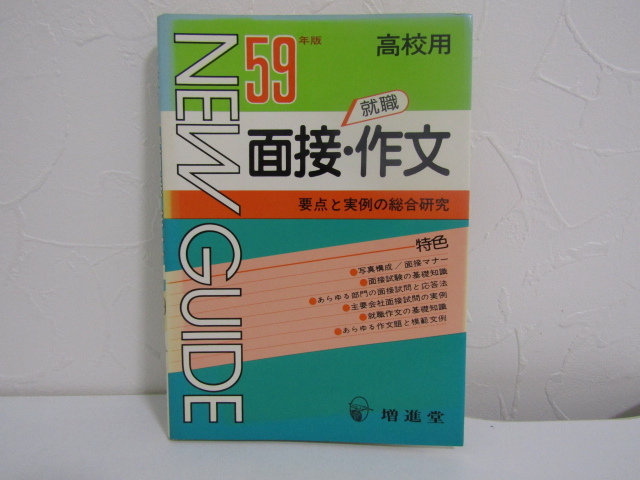 NEW GUIDE
59年版
高校用
就職
面接・作文
要点と実例の総合研究
特色
●写真構成/面接マナー
●面接試験の基礎知識
●あらゆる部門の面接試問と応答法
●主要会社面接試問の実例
●就職作文の基礎知識
●あらゆる作文題と模範文例
増進堂